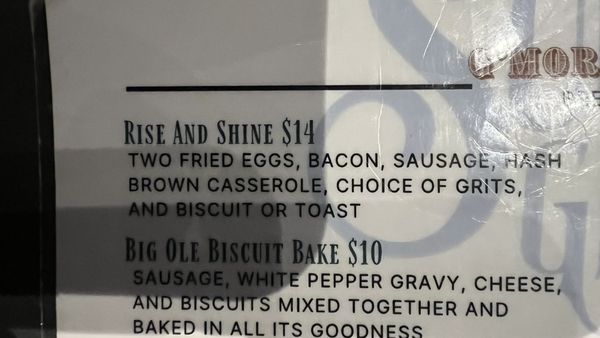 G'MOR
RISE AND SHINE $14
TWO FRIED EGGS, BACON, SAUSAGE, HASH
BROWN CASSEROLE, CHOICE OF GRITS,
AND BISCUIT OR TOAST
BIG OLE BISCUIT BAKE $10
SAUSAGE, WHITE PEPPER GRAVY, CHEESE,
AND BISCUITS MIXED TOGETHER AND
BAKED IN ALL ITS GOODNESS